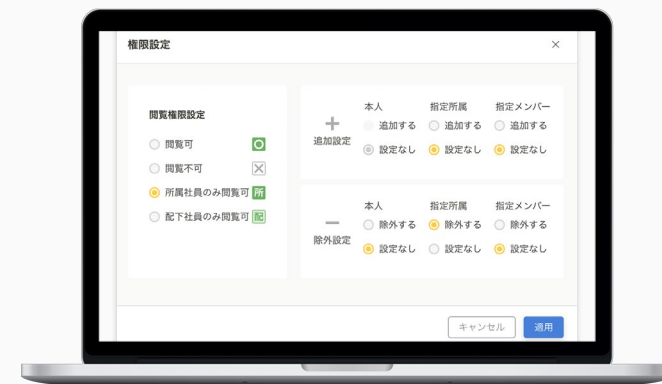 権限設定
×
閲覧権限設定
閲覧可
閲覧不可
所属社員のみ閲覧可 所
配下社員のみ閲覧可 配
追加設定
本人 指定所属 指定メンバー
追加する 追加する 追加する
設定なし 設定なし 設定なし
除外設定
本人 指定所属 指定メンバー
除外する 除外する 除外する
設定なし 設定なし 設定なし
キャンセル 適用